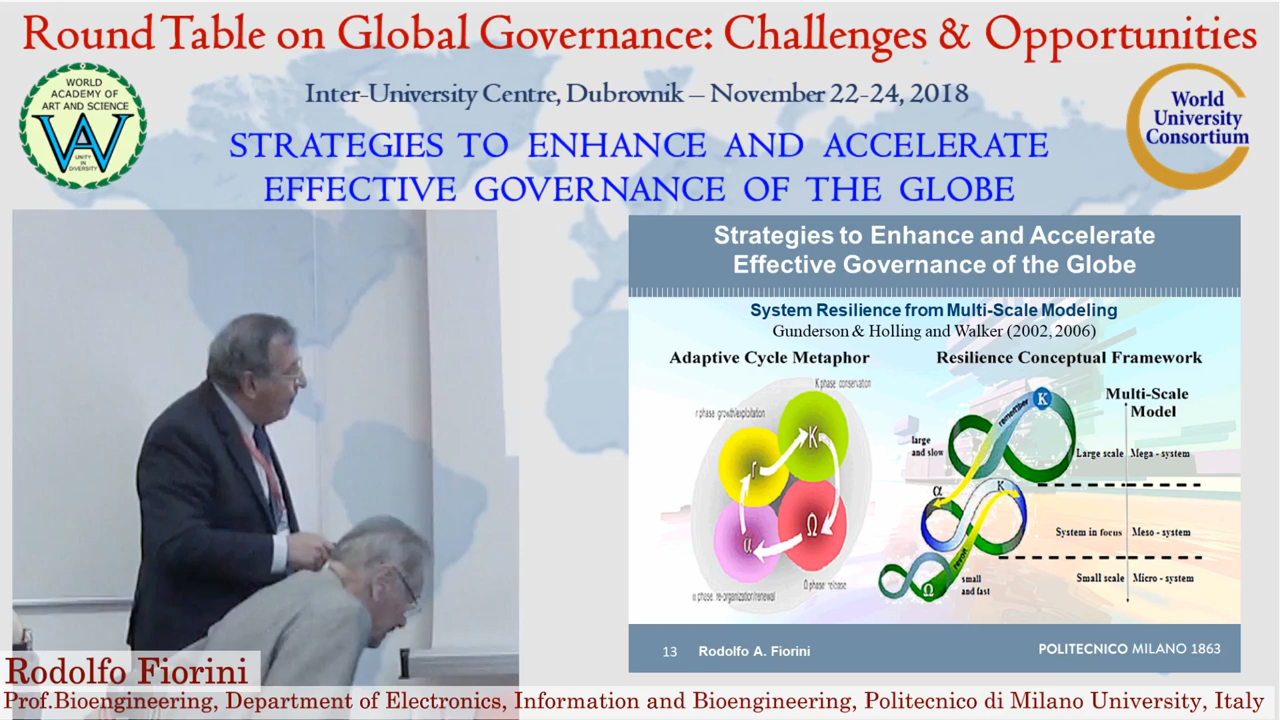 Round Table on Global Governance: Challenges & Opportunities
Inter-University Centre, Dubrovnik – November 22-24, 2018
STRATEGIES TO ENHANCE AND ACCELERATE
EFFECTIVE GOVERNANCE OF THE GLOBE
WORLD
ACADEMY OF
ART AND SCIENCE
WA
UNITY
IN
DIVERSITY
World
University
Consortium
Strategies to Enhance and Accelerate
Effective Governance of the Globe
System Resilience from Multi-Scale Modeling
Gunderson & Holling and Walker (2002, 2006)
Adaptive Cycle Metaphor
K phase conservation
r phase growth/exploitation
K
r
Ω
α
Ω phase release
α phase re-organization/renewal
Resilience Conceptual Framework
Multi-Scale
Model
K
remember
large
and slow
Large scale Mega - system
α
K
System in focus Meso - system
revolt
Ω
small
and fast
Small scale Micro - system
13 Rodolfo A. Fiorini
POLITECNICO MILANO 1863
Rodolfo Fiorini
Prof.Bioengineering, Department of Electronics, Information and Bioengineering, Politecnico di Milano University, Italy